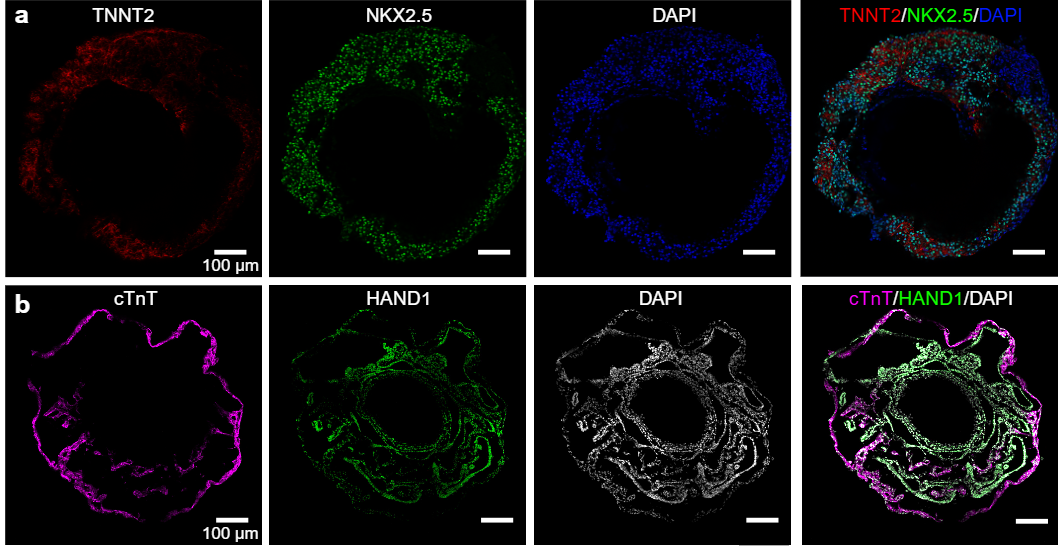 a
TNNT2
NKX2.5
DAPI
TNNT2/NKX2.5/DAPI
100 µm
b
cTnT
HAND1
DAPI
cTnT/HAND1/DAPI
100 µm